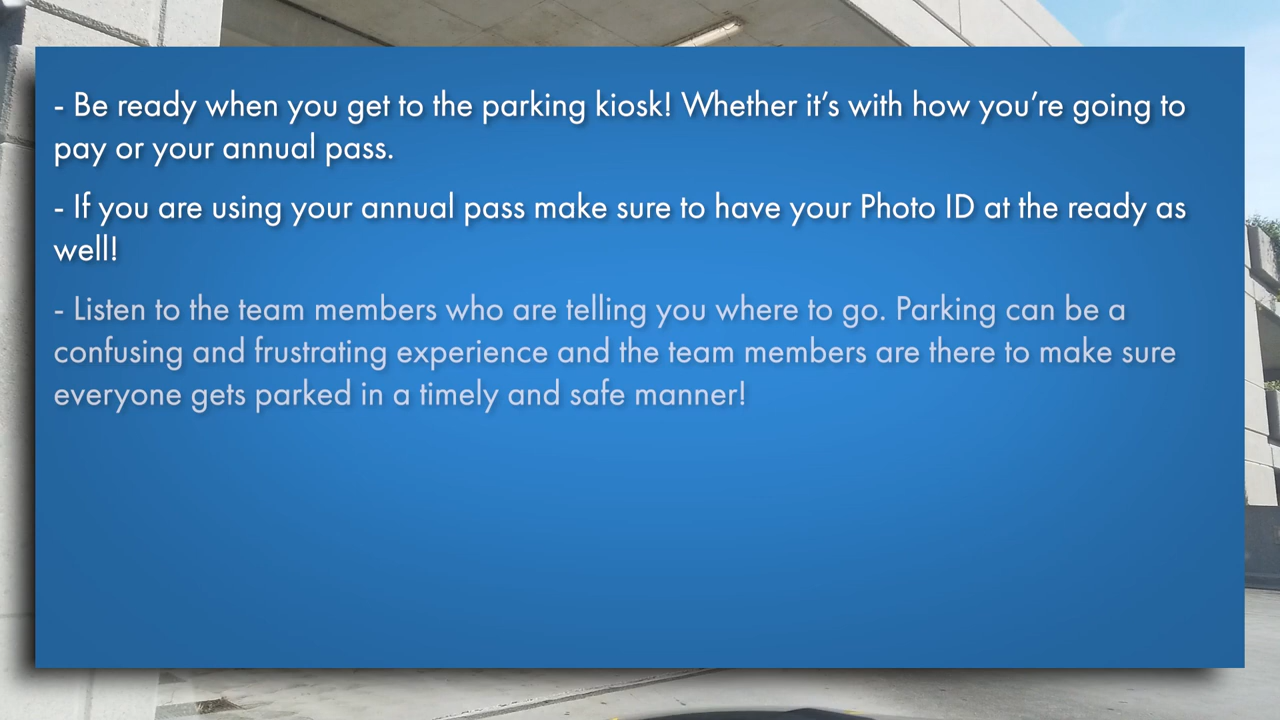 - Be ready when you get to the parking kiosk! Whether it’s with how you’re going to
pay or your annual pass.
- If you are using your annual pass make sure to have your Photo ID at the ready as
well!
- Listen to the team members who are telling you where to go. Parking can be a
confusing and frustrating experience and the team members are there to make sure
everyone gets parked in a timely and safe manner!